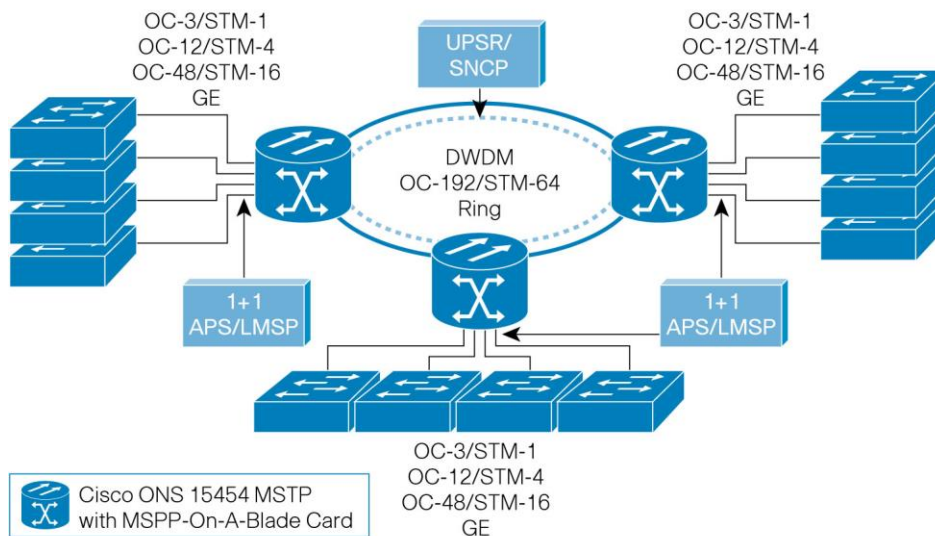 OC-3/STM-1
OC-12/STM-4
OC-48/STM-16
GE
UPSR/
SNCP
OC-3/STM-1
OC-12/STM-4
OC-48/STM-16
GE
DWDM
OC-192/STM-64
Ring
1+1
APS/LMSP
1+1
APS/LMSP
OC-3/STM-1
OC-12/STM-4
OC-48/STM-16
GE
Cisco ONS 15454 MSTP
with MSPP-On-A-Blade Card